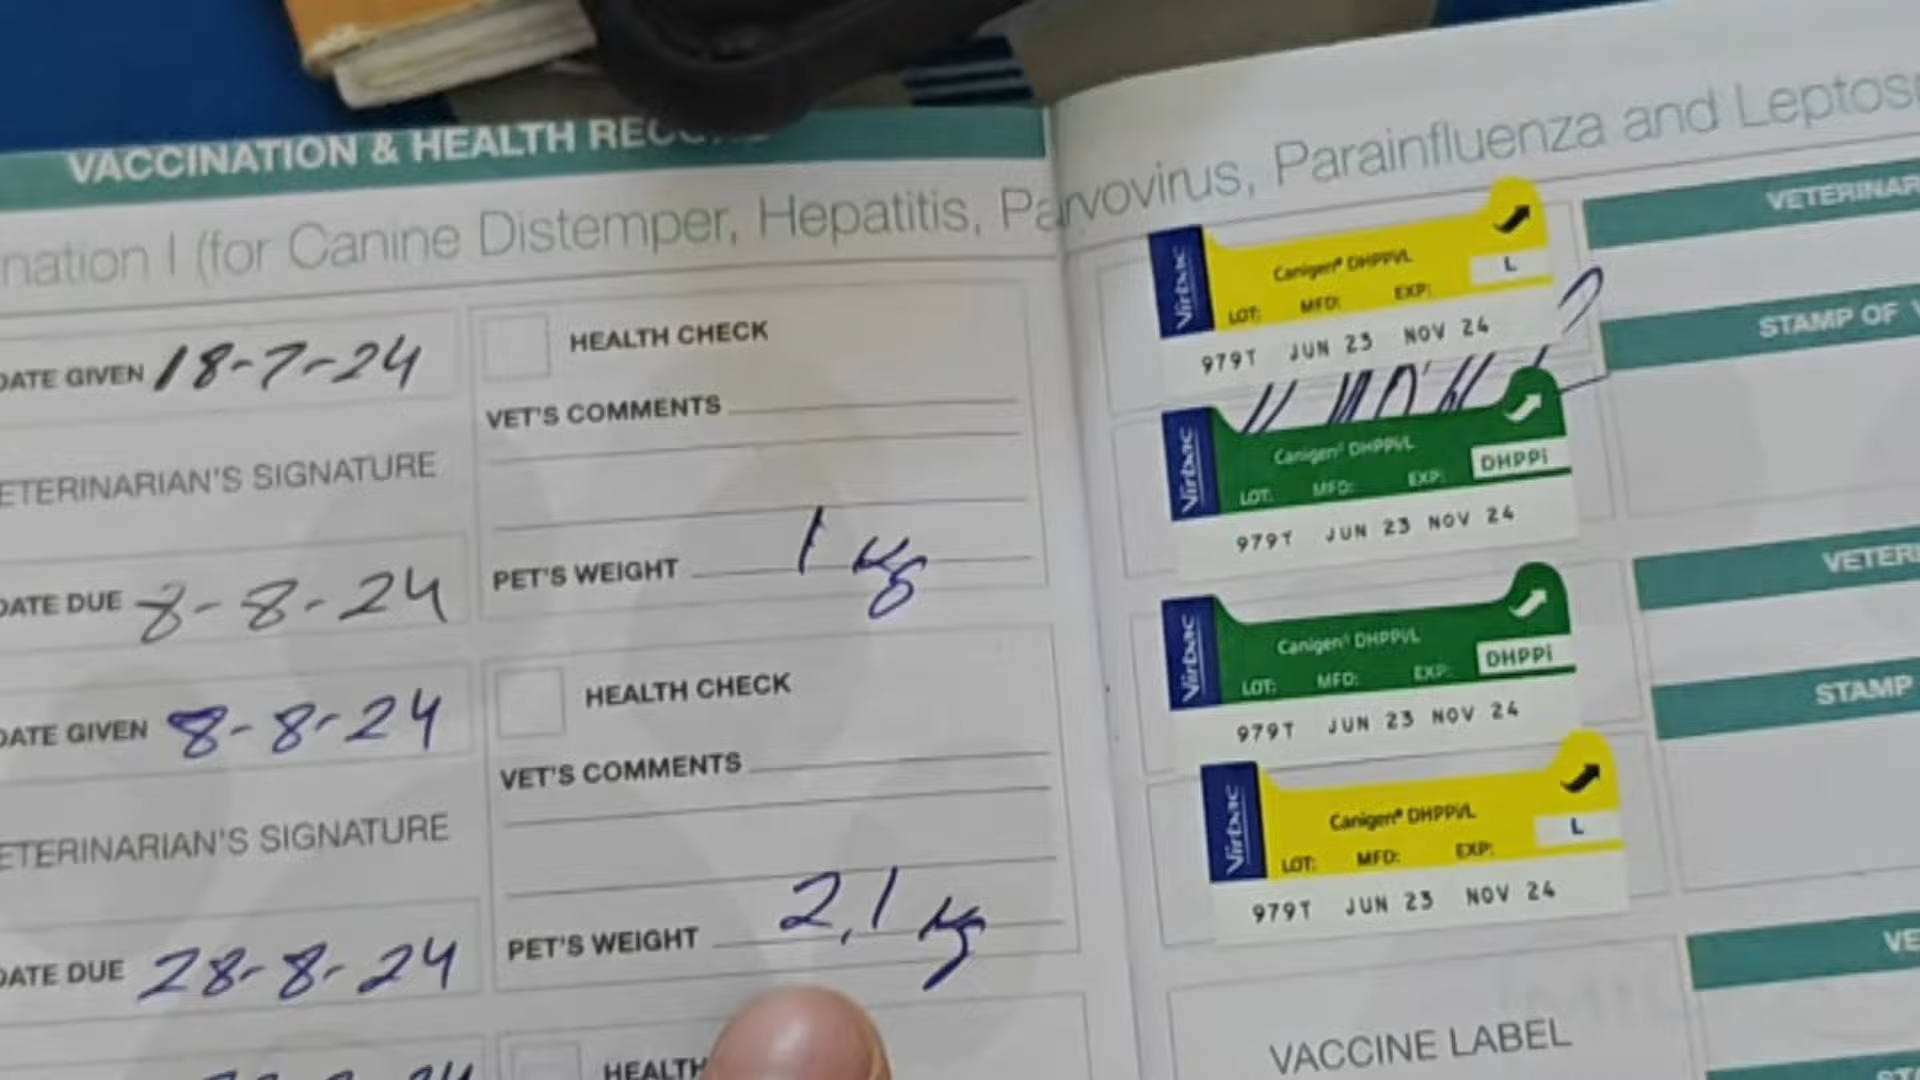 VACCINATION & HEALTH REC
nation I (for Canine Distemper, Hepatitis, Parvovirus, Parainfluenza and Leptos
DATE GIVEN 18-7-24
HEALTH CHECK
VET'S COMMENTS
ETERINARIAN'S SIGNATURE
PET'S WEIGHT 1 kg
DATE DUE 8-8-24
DATE GIVEN 8-8-24
HEALTH CHECK
VET'S COMMENTS
ETERINARIAN'S SIGNATURE
PET'S WEIGHT 2,1 kg
DATE DUE 28-8-24
HEALTH
Virbac
Canigen® DHPPi/L
L
LOT: MFD: EXP:
979T JUN 23 NOV 24
Virbac
Canigen® DHPPi/L
DHPPi
LOT: MFD: EXP:
979T JUN 23 NOV 24
Virbac
Canigen® DHPPi/L
DHPPi
LOT: MFD: EXP:
979T JUN 23 NOV 24
Virbac
Canigen® DHPPi/L
L
LOT: MFD: EXP:
979T JUN 23 NOV 24
VACCINE LABEL
VETERINAR
STAMP OF V
VETERI
STAMP
VE